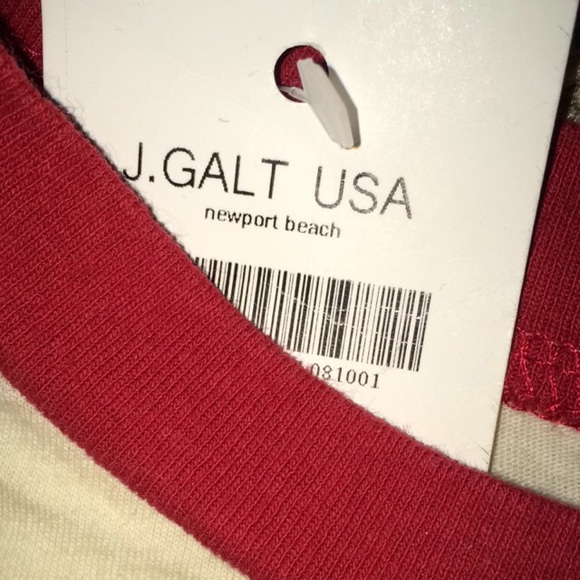 J.GALT USA
newport beach
081001